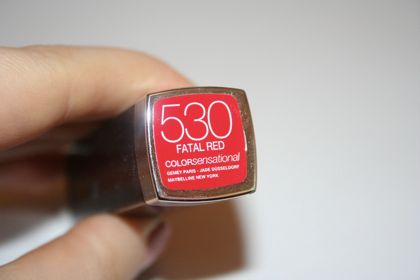 530
FATAL RED
COLORsensational
GEMEY PARIS - JADE DÜSSELDORF
MAYBELLINE NEW YORK